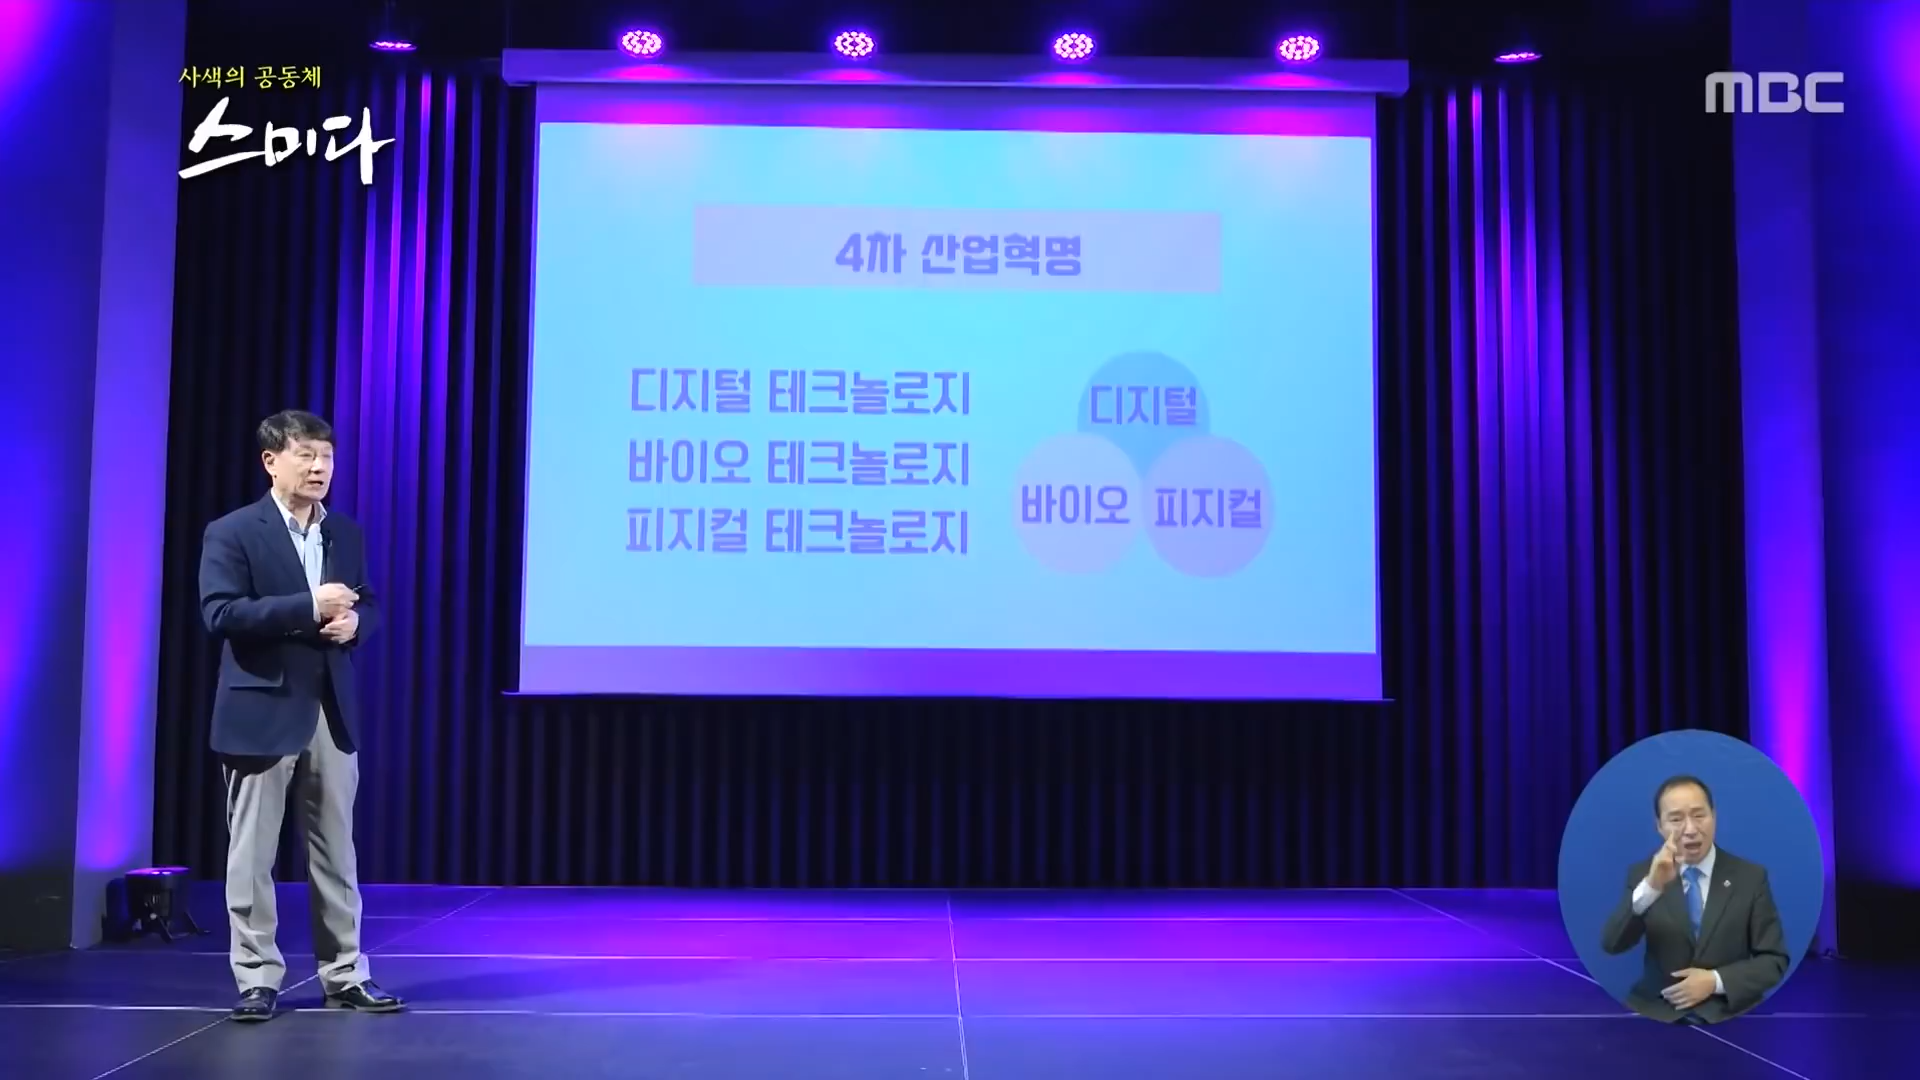 사색의 공동체
스미다
MBC
4차 산업혁명
디지털 테크놀로지
바이오 테크놀로지
피지컬 테크놀로지
디지털
바이오 피지컬